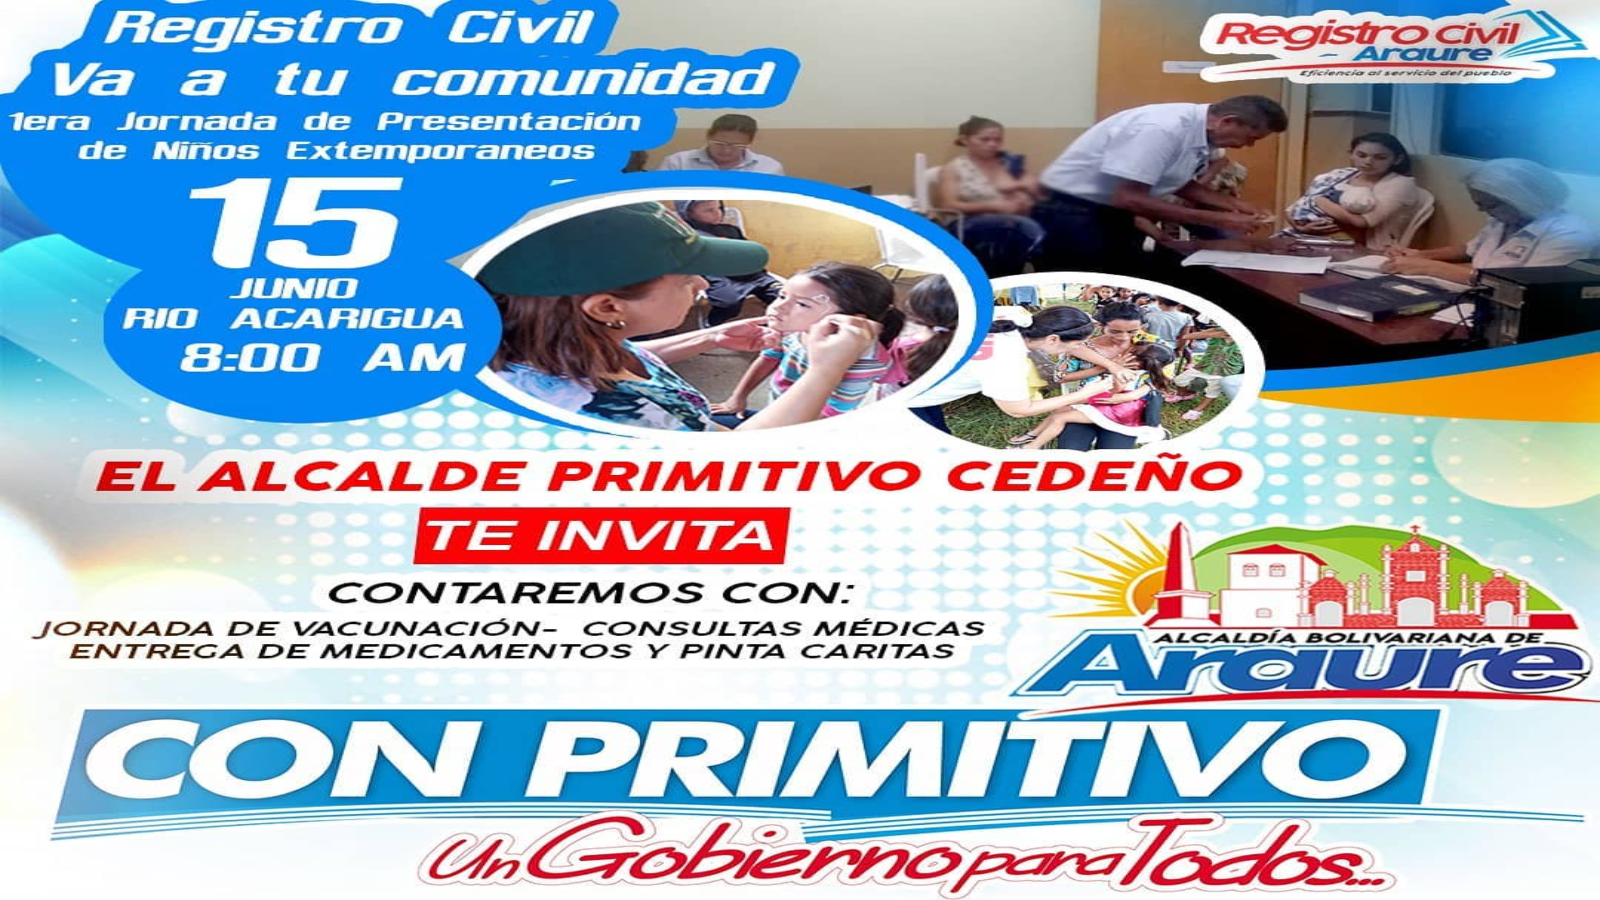 Registro Civil
Va a tu comunidad
1era Jornada de Presentación
de Niños Extemporaneos
15
JUNIO
RIO ACARIGUA
8:00 AM
Registro Civil
Araure
Eficiencia al servicio del pueblo
EL ALCALDE PRIMITIVO CEDEÑO
TE INVITA
CONTAREMOS CON:
JORNADA DE VACUNACIÓN- CONSULTAS MÉDICAS
ENTREGA DE MEDICAMENTOS Y PINTA CARITAS
ALCALDÍA BOLIVARIANA DE
Araure
CON PRIMITIVO
Un Gobierno para Todos...